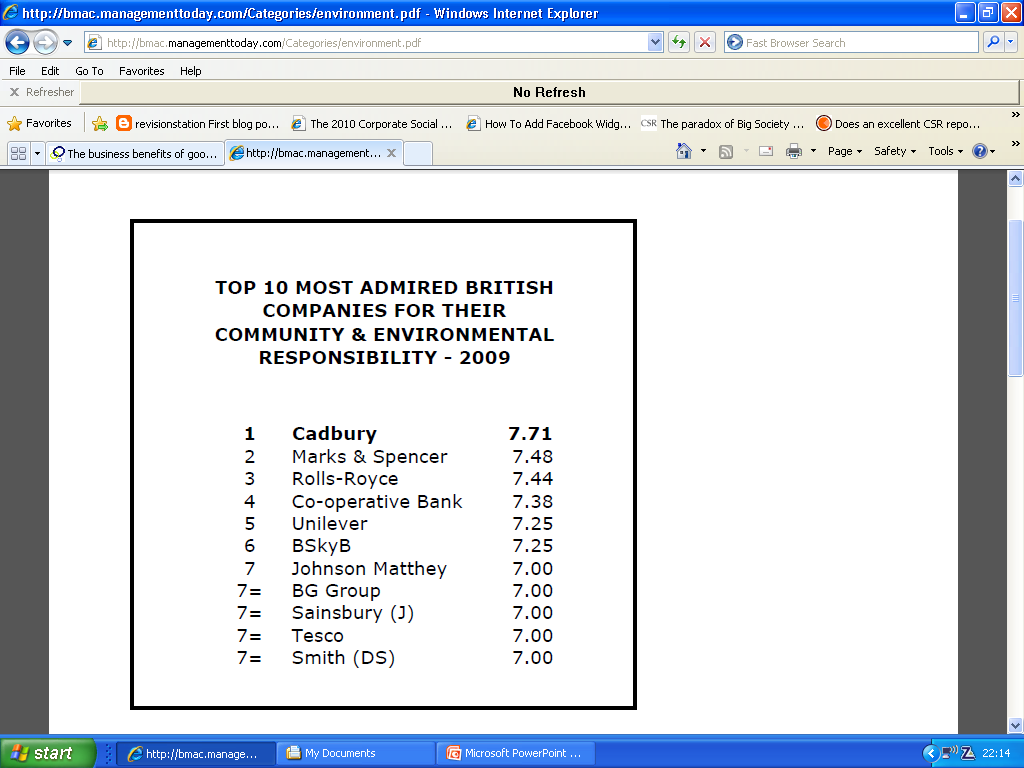 http://bmac.managementtoday.com/Categories/environment.pdf - Windows Internet Explorer
http://bmac.managementtoday.com/Categories/environment.pdf
Fast Browser Search
File Edit Go To Favorites Help
Refresher
No Refresh
Favorites revisionstation First blog po... The 2010 Corporate Social ... How To Add Facebook Widg... CSR The paradox of Big Society ... Does an excellent CSR repo... »
The business benefits of goo... http://bmac.management... Page Safety Tools »
TOP 10 MOST ADMIRED BRITISH
COMPANIES FOR THEIR
COMMUNITY & ENVIRONMENTAL
RESPONSIBILITY - 2009
1 Cadbury 7.71
2 Marks & Spencer 7.48
3 Rolls-Royce 7.44
4 Co-operative Bank 7.38
5 Unilever 7.25
6 BSkyB 7.25
7 Johnson Matthey 7.00
7= BG Group 7.00
7= Sainsbury (J) 7.00
7= Tesco 7.00
7= Smith (DS) 7.00
start http://bmac.manage... My Documents Microsoft PowerPoint ... 22:14